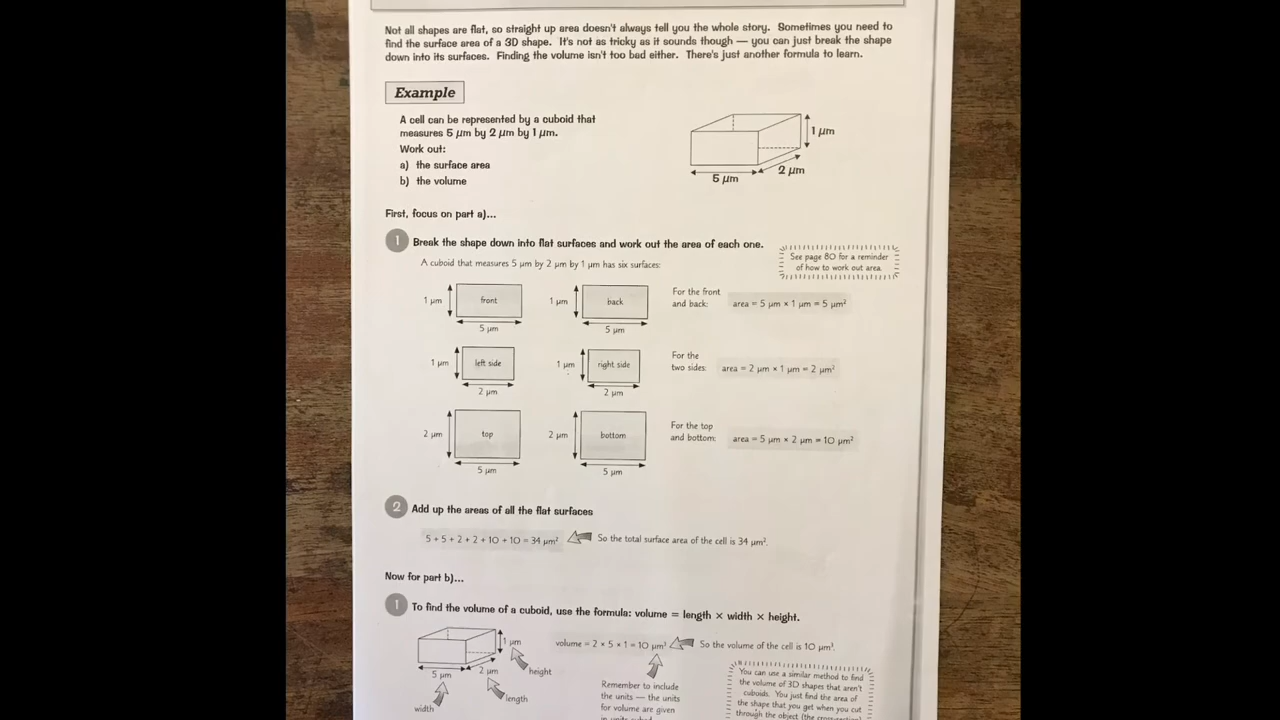 Not all shapes are flat, so straight up area doesn't always tell you the whole story. Sometimes you need to
find the surface area of a 3D shape. It's not as tricky as it sounds though — you can just break the shape
down into its surfaces. Finding the volume isn't too bad either. There's just another formula to learn.
Example
A cell can be represented by a cuboid that
measures 5 µm by 2 µm by 1 µm.
Work out:
a) the surface area
b) the volume
1 µm
2 µm
5 µm
First, focus on part a)...
1 Break the shape down into flat surfaces and work out the area of each one.
See page 80 for a reminder
of how to work out area
A cuboid that measures 5 µm by 2 µm by 1 µm has six surfaces:
1 µm front 5 µm
1 µm back 5 µm
For the front
and back: area = 5 µm × 1 µm = 5 µm²
1 µm left side 2 µm
1 µm right side 2 µm
For the
two sides: area = 2 µm × 1 µm = 2 µm²
2 µm top 5 µm
2 µm bottom 5 µm
For the top
and bottom: area = 5 µm × 2 µm = 10 µm²
2 Add up the areas of all the flat surfaces
5 + 5 + 2 + 2 + 10 + 10 = 34 µm² So the total surface area of the cell is 34 µm².
Now for part b)...
1 To find the volume of a cuboid, use the formula: volume = length × width × height.
1 µm
height
2 µm
length
5 µm
width
volume = 2 × 5 × 1 = 10 µm³ So the volume of the cell is 10 µm³.
Remember to include
the units — the units
for volume are given
You can use a similar method to find
the volume of 3D shapes that aren't
cuboids. You just find the area of
the shape that you get when you cut
through the object (the